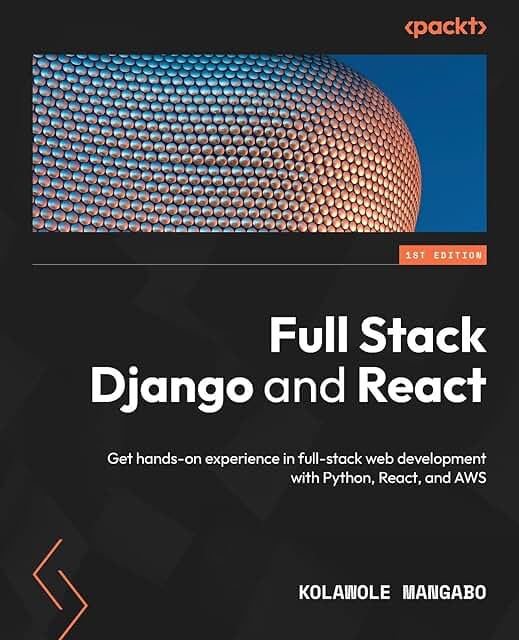 <packt>
1ST EDITION
Full Stack
Django and React
Get hands-on experience in full-stack web development
with Python, React, and AWS
KOLAWOLE MANGABO